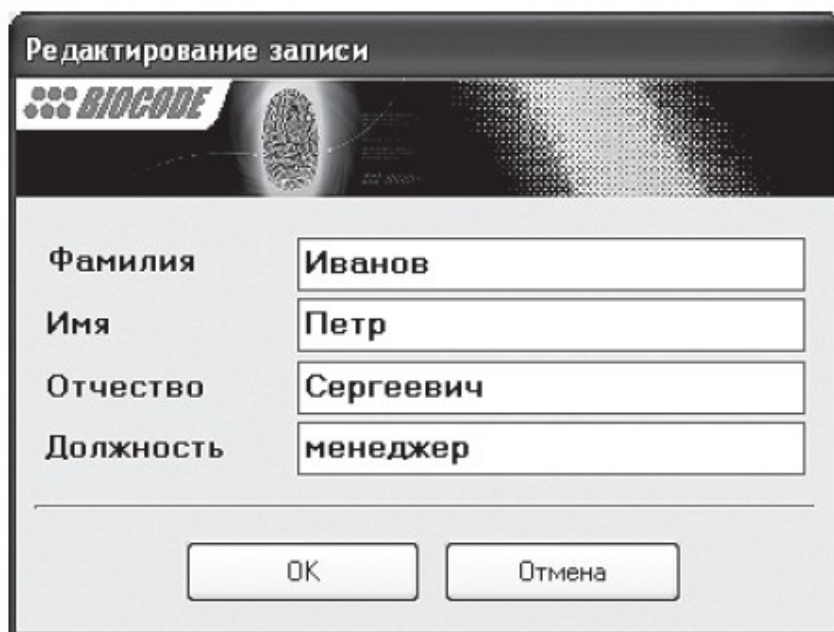 Редактирование записи
BIOCODE
Фамилия Иванов
Имя Петр
Отчество Сергеевич
Должность менеджер
OK Отмена